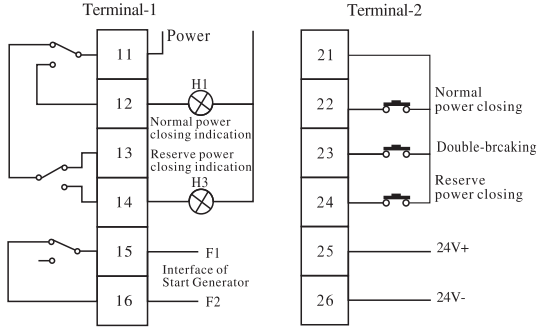 Terminal-1
Terminal-2
11
Power
12
H1
Normal power
closing indication
13
Reserve power
closing indication
14
H3
15
F1
Interface of
Start Generator
16
F2
21
22
Normal
power closing
23
Double-brcaking
24
Reserve
power closing
25
24V+
26
24V-